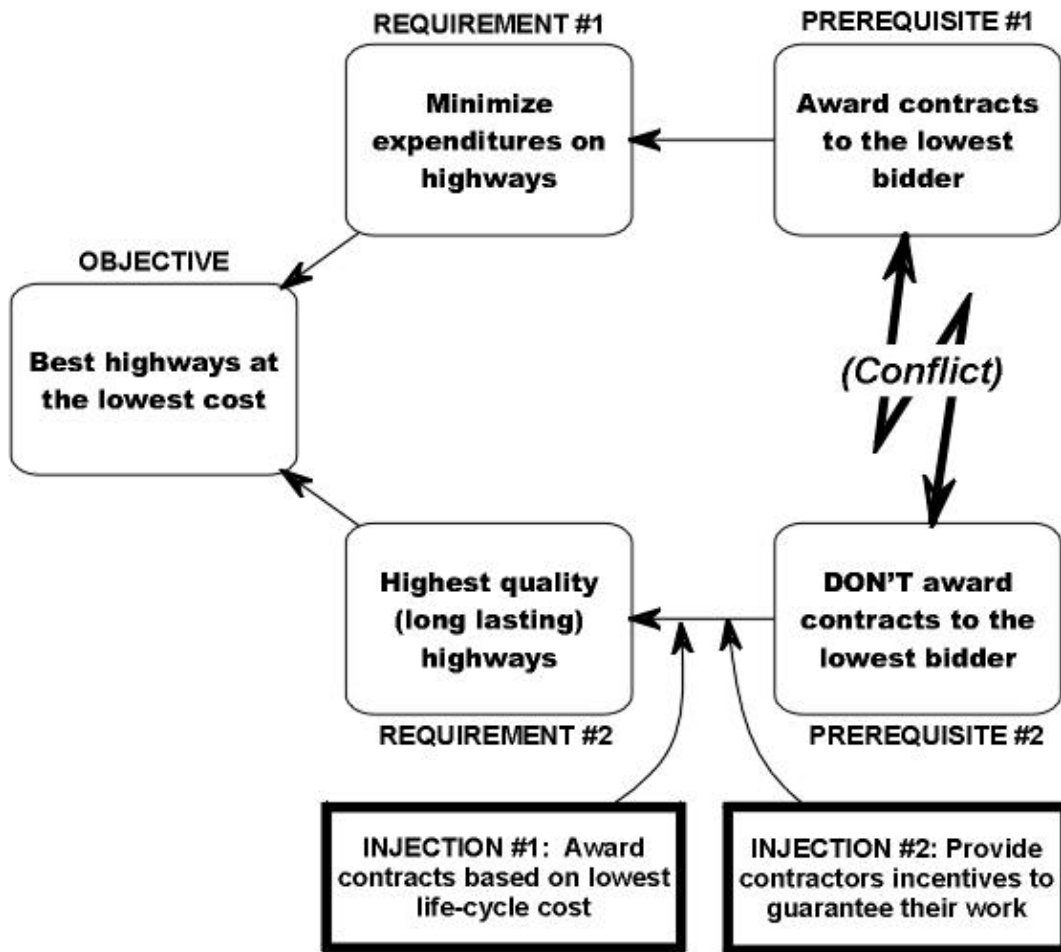 REQUIREMENT #1
Minimize
expenditures on
highways
PREREQUISITE #1
Award contracts
to the lowest
bidder
OBJECTIVE
Best highways at
the lowest cost
(Conflict)
Highest quality
(long lasting)
highways
REQUIREMENT #2
DON'T award
contracts to the
lowest bidder
PREREQUISITE #2
INJECTION #1: Award
contracts based on lowest
life-cycle cost
INJECTION #2: Provide
contractors incentives to
guarantee their work